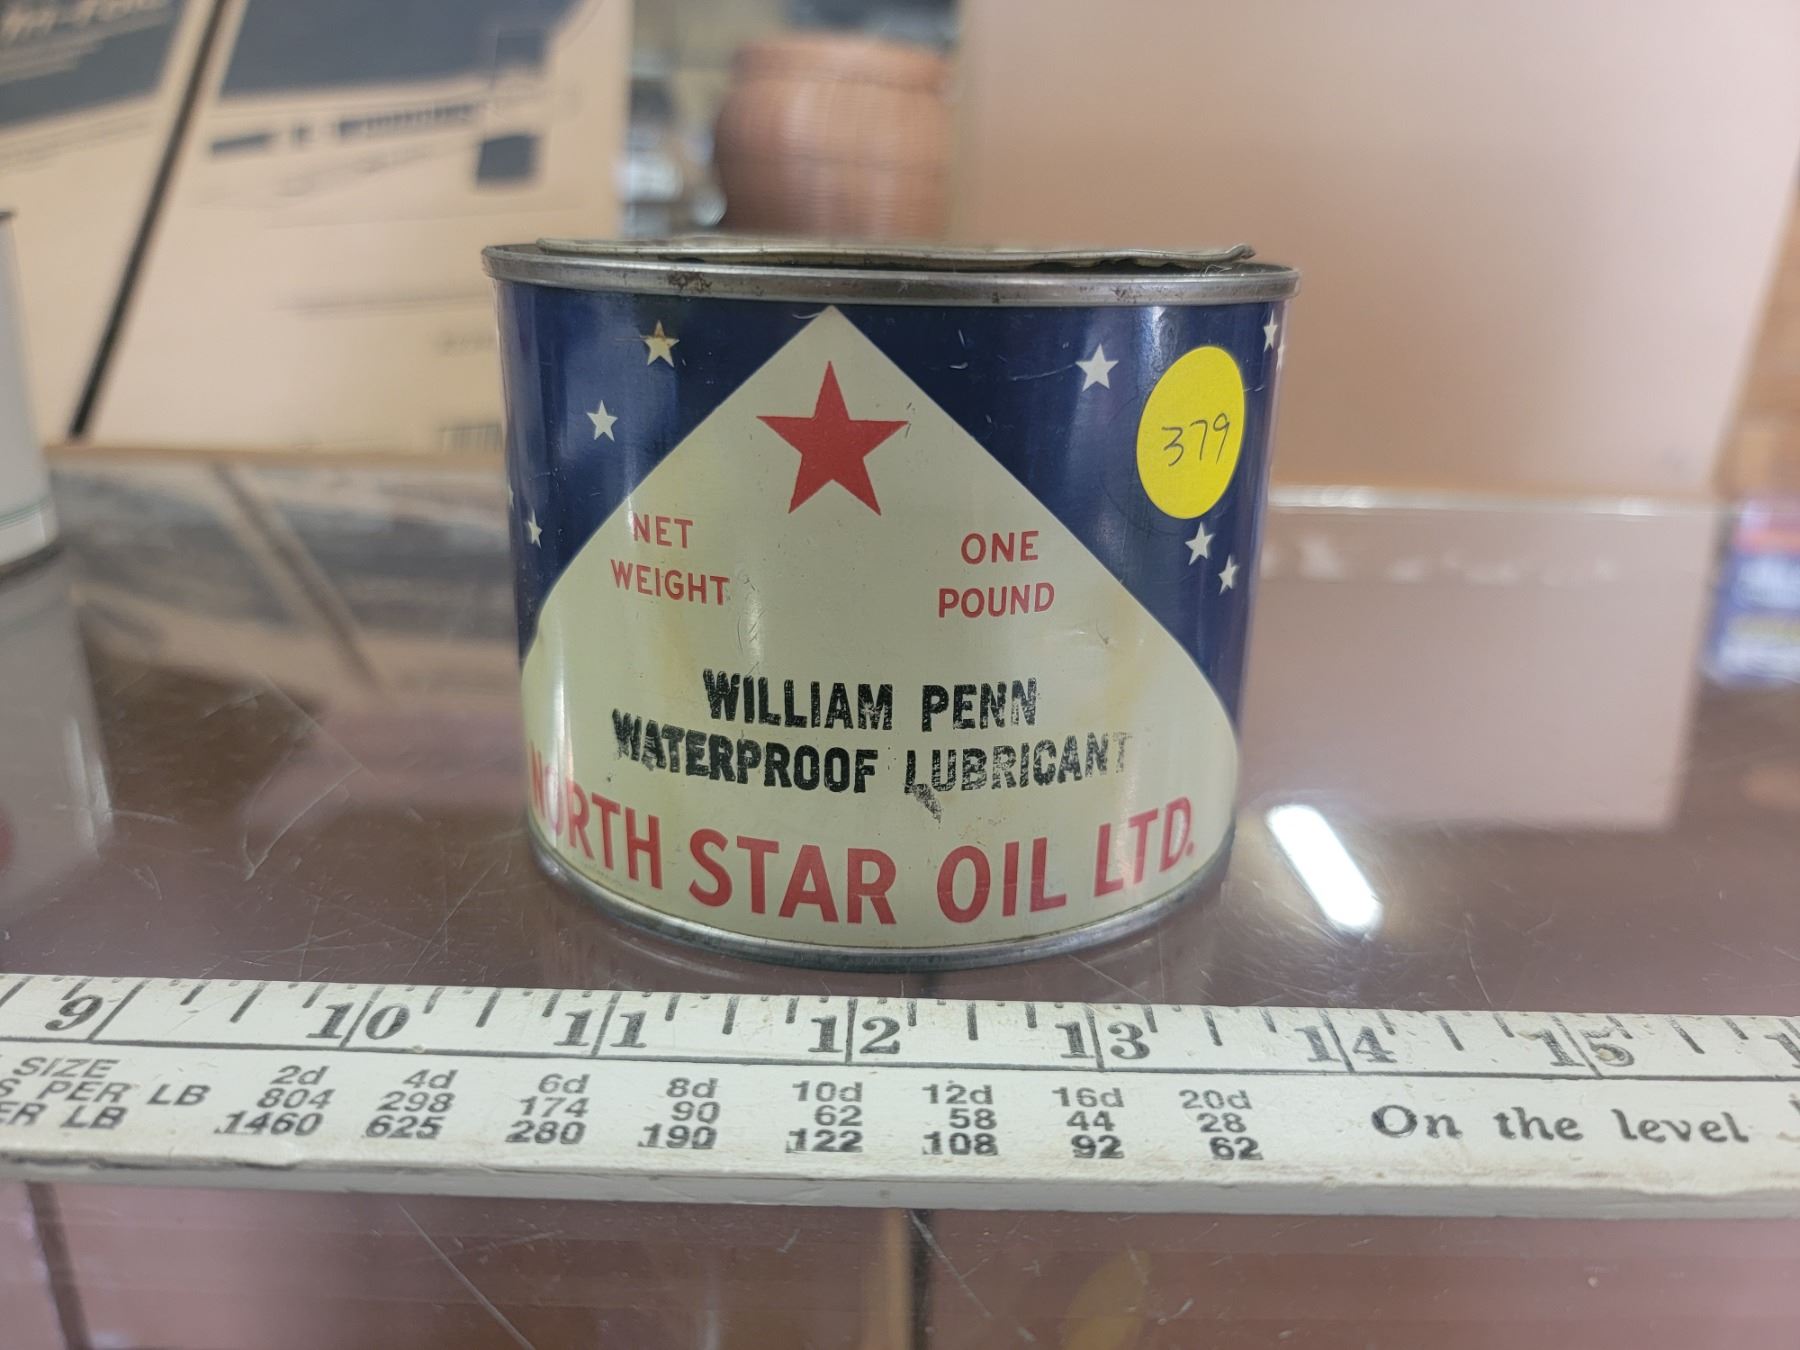 379
NET
WEIGHT
ONE
POUND
WILLIAM PENN
WATERPROOF LUBRICANT
NORTH STAR OIL LTD.
9 10 11 12 13 14 15
SIZE 2d 4d 6d 8d 10d 12d 16d 20d
PER LB 804 298 174 90 62 58 44 28
LB 1460 625 280 190 122 108 92 62
On the level